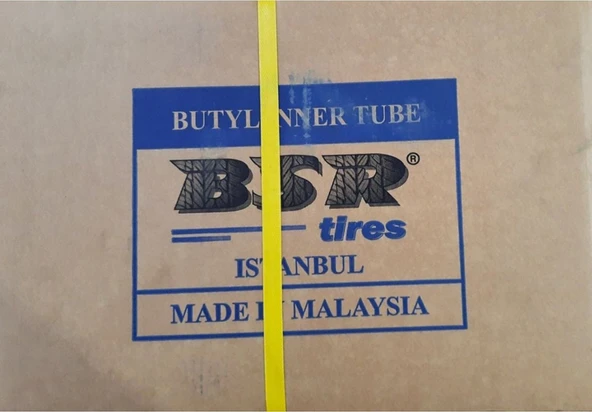 BUTYL INNER TUBE
BSR®
tires
ISTANBUL
MADE IN MALAYSIA